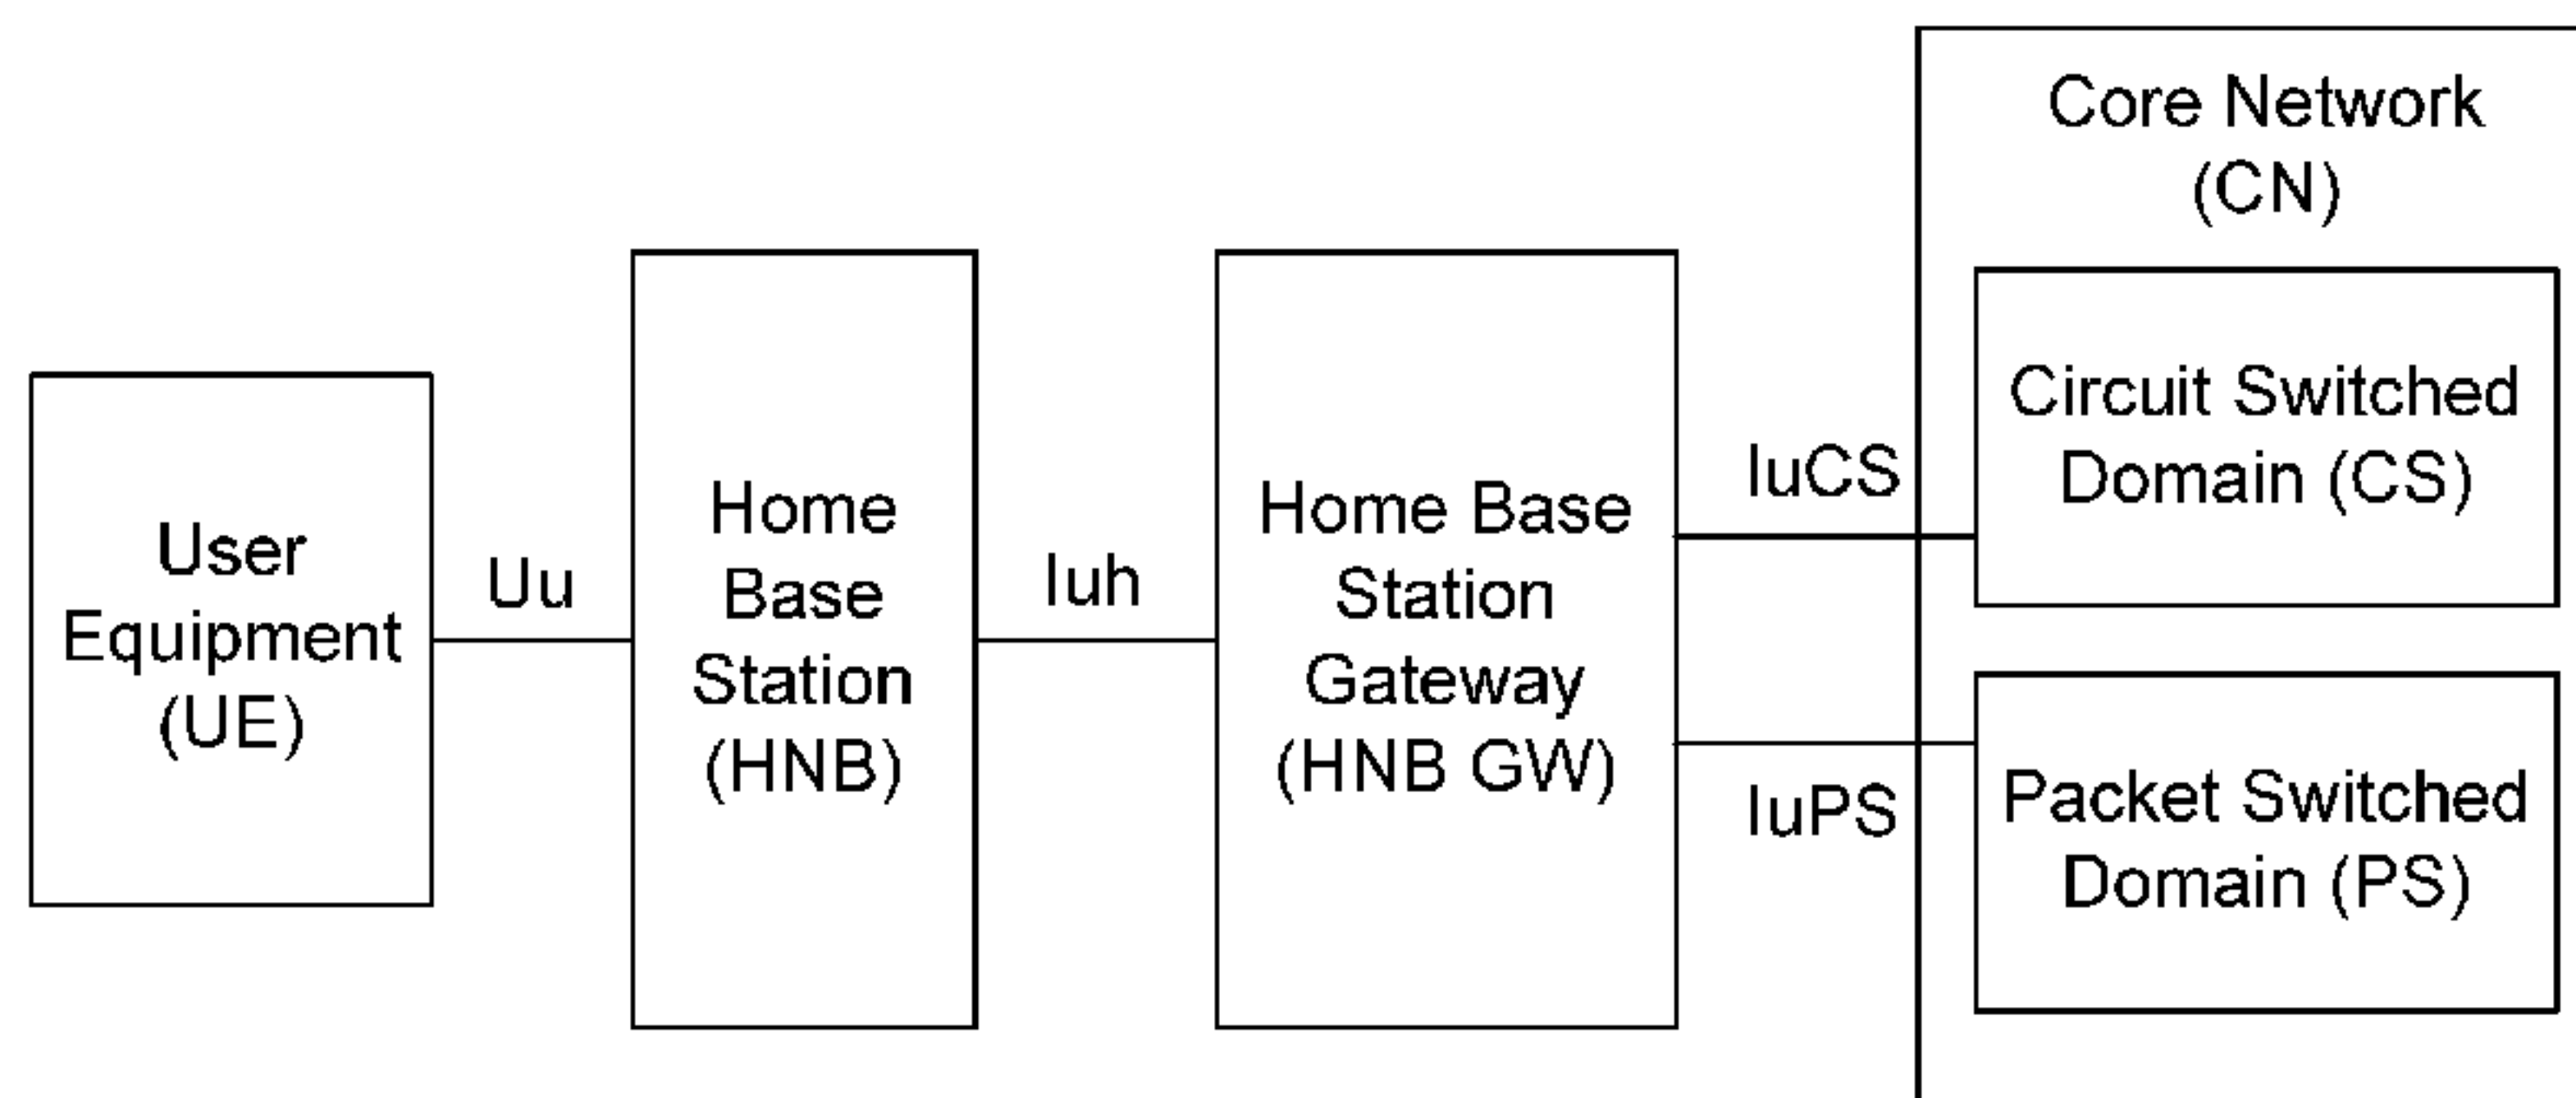 Core Network
(CN)
User
Equipment
(UE)
Uu
Home
Base
Station
(HNB)
Iuh
Home Base
Station
Gateway
(HNB GW)
IuCS
IuPS
Circuit Switched
Domain (CS)
Packet Switched
Domain (PS)